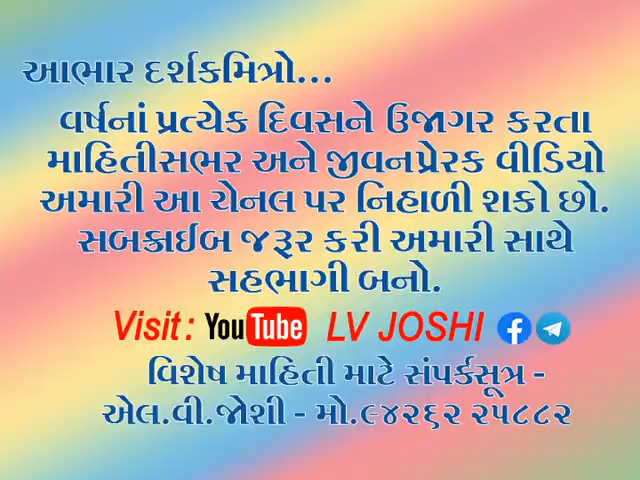 આભાર દર્શકમિત્રો...
વર્ષનાં પ્રત્યેક દિવસને ઉજાગર કરતા
માહિતીસભર અને જીવનપ્રેરક વીડિયો
અમારી આ ચેનલ પર નિહાળી શકો છો.
સબક્રાઈબ જરૂર કરી અમારી સાથે
સહભાગી બનો.
Visit : YouTube LV JOSHI
વિશેષ માહિતી માટે સંપર્કસૂત્ર -
એલ.વી.જોશી - મો.૯૪૨૬૨ ૨૫૮૮૨